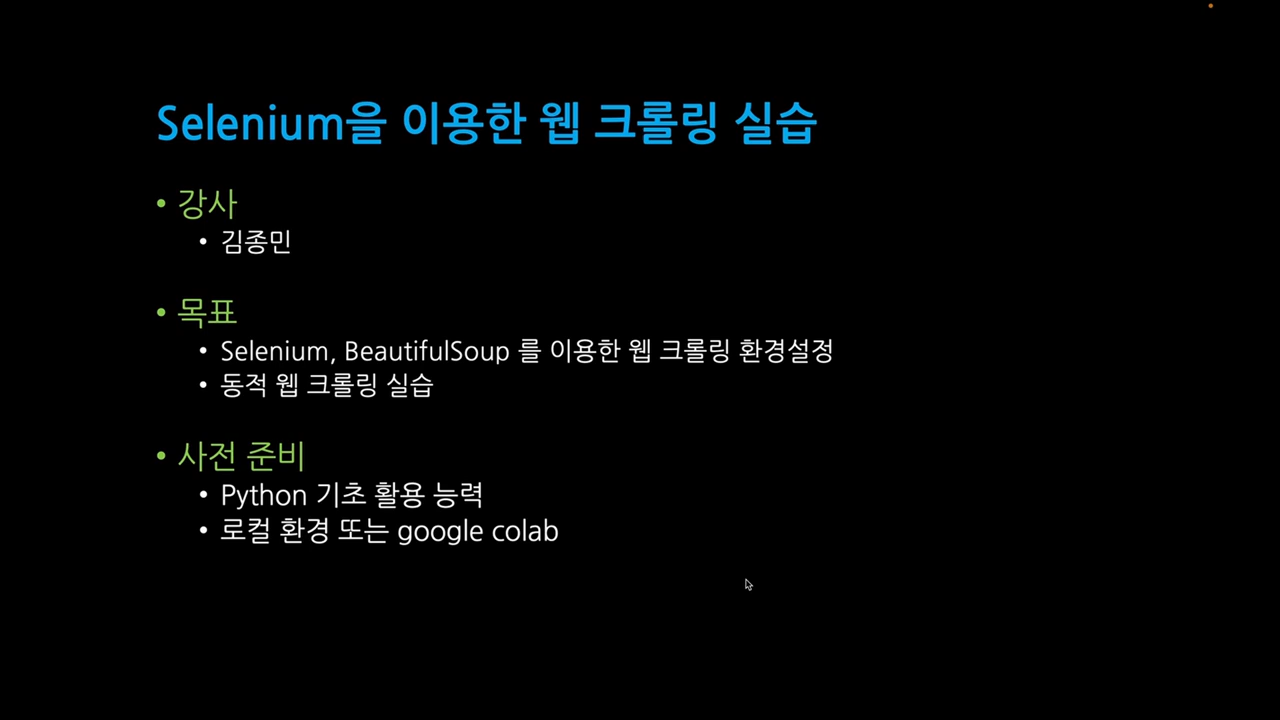 Selenium을 이용한 웹 크롤링 실습
• 강사
• 김종민
• 목표
• Selenium, BeautifulSoup 를 이용한 웹 크롤링 환경설정
• 동적 웹 크롤링 실습
• 사전 준비
• Python 기초 활용 능력
• 로컬 환경 또는 google colab